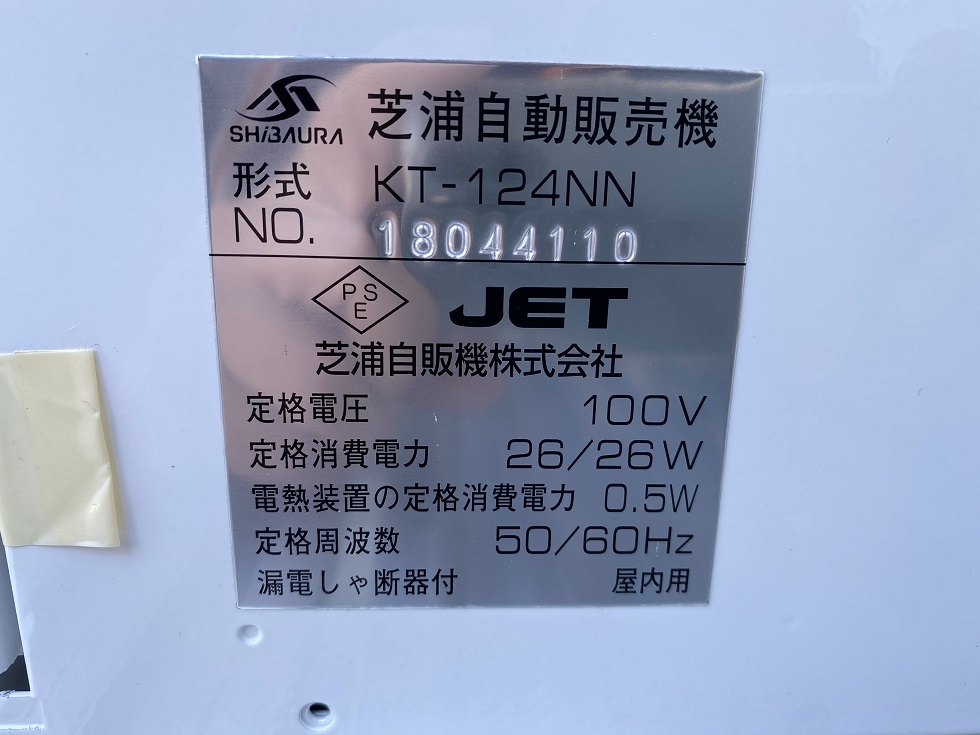 SHiBAURA 芝浦自動販売機
形式 KT-124NN
NO. 18044110
PSE JET
芝浦自販機株式会社
定格電圧 100V
定格消費電力 26/26W
電熱装置の定格消費電力 0.5W
定格周波数 50/60Hz
漏電しゃ断器付 屋内用